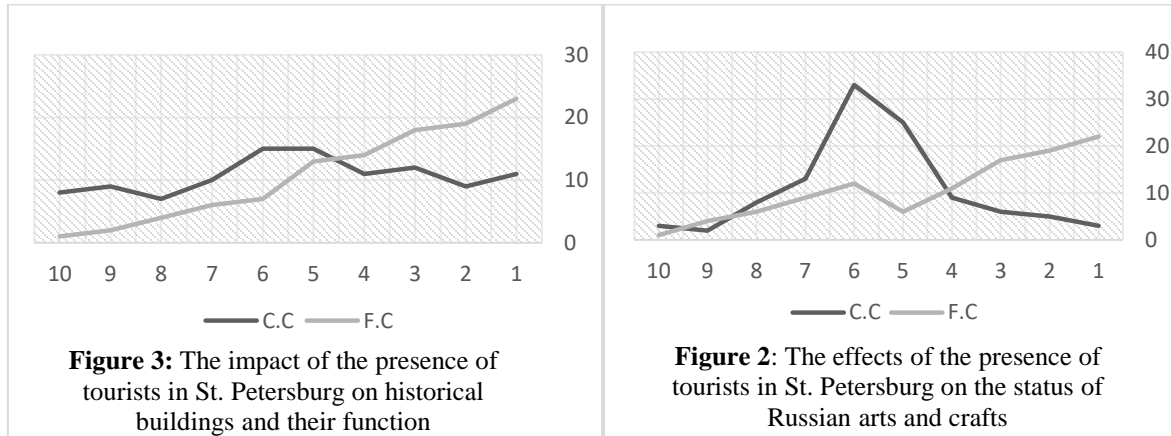 30
20
10
0
10 9 8 7 6 5 4 3 2 1
C.C F.C
Figure 3: The impact of the presence of
tourists in St. Petersburg on historical
buildings and their function
40
30
20
10
0
10 9 8 7 6 5 4 3 2 1
C.C F.C
Figure 2: The effects of the presence of
tourists in St. Petersburg on the status of
Russian arts and crafts